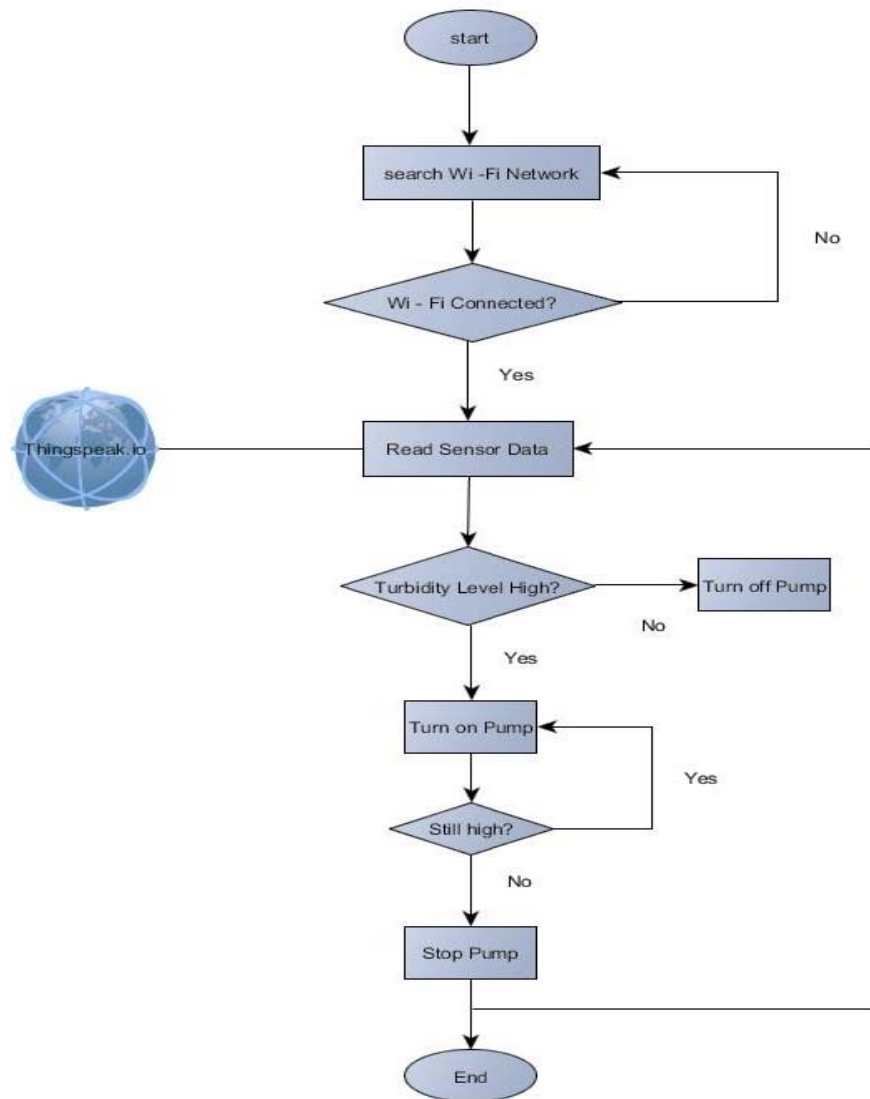 start
search Wi -Fi Network
No
Wi - Fi Connected?
Yes
Thingspeak.io
Read Sensor Data
Turbidity Level High?
Turn off Pump
No
Yes
Turn on Pump
Yes
Still high?
No
Stop Pump
End